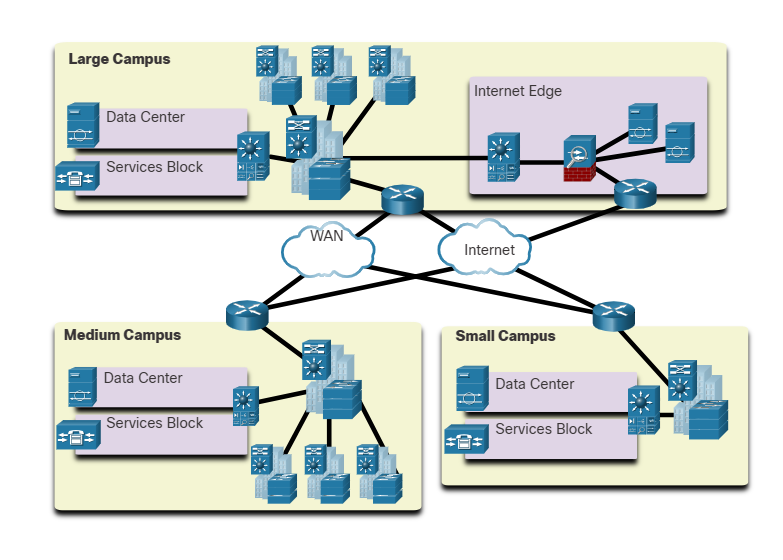 Large Campus
Internet Edge
Data Center
Services Block
WAN
Internet
Medium Campus
Small Campus
Data Center
Data Center
Services Block
Services Block